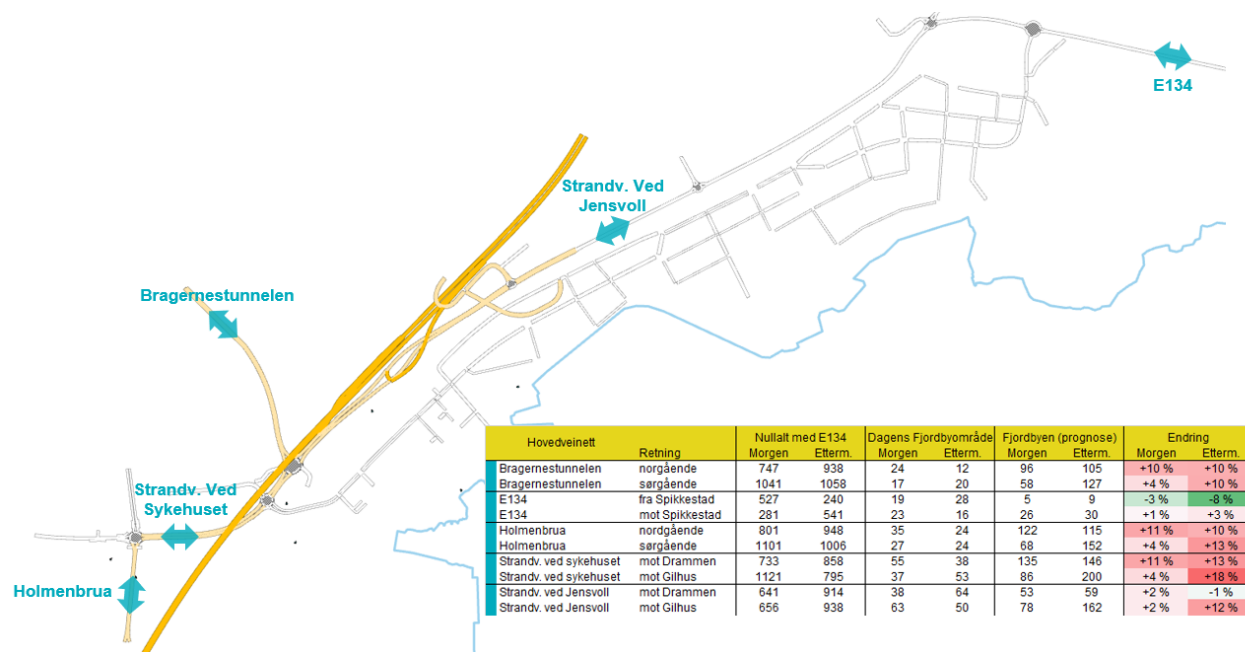 E134
Strandv. Ved
Jensvoll
Bragernestunnelen
Strandv. Ved
Sykehuset
Holmenbrua
Hovedveinett Retning Nullalt med E134 Dagens Fjordbyområde Fjordbyen (prognose) Endring
Morgen Etterm. Morgen Etterm. Morgen Etterm. Morgen Etterm.
Bragernestunnelen norgående 747 938 24 12 96 105 +10 % +10 %
Bragernestunnelen sørgående 1041 1058 17 20 58 127 +4 % +10 %
E134 fra Spikkestad 527 240 19 28 5 9 -3 % -8 %
E134 mot Spikkestad 281 541 23 16 26 30 +1 % +3 %
Holmenbrua nordgående 801 948 35 24 122 115 +11 % +10 %
Holmenbrua sørgående 1101 1006 27 24 68 152 +4 % +13 %
Strandv. ved sykehuset mot Drammen 733 858 55 38 135 146 +11 % +13 %
Strandv. ved sykehuset mot Gilhus 1121 795 37 53 86 200 +4 % +18 %
Strandv. ved Jensvoll mot Drammen 641 914 38 64 53 59 +2 % -1 %
Strandv. ved Jensvoll mot Gilhus 656 938 63 50 78 162 +2 % +12 %